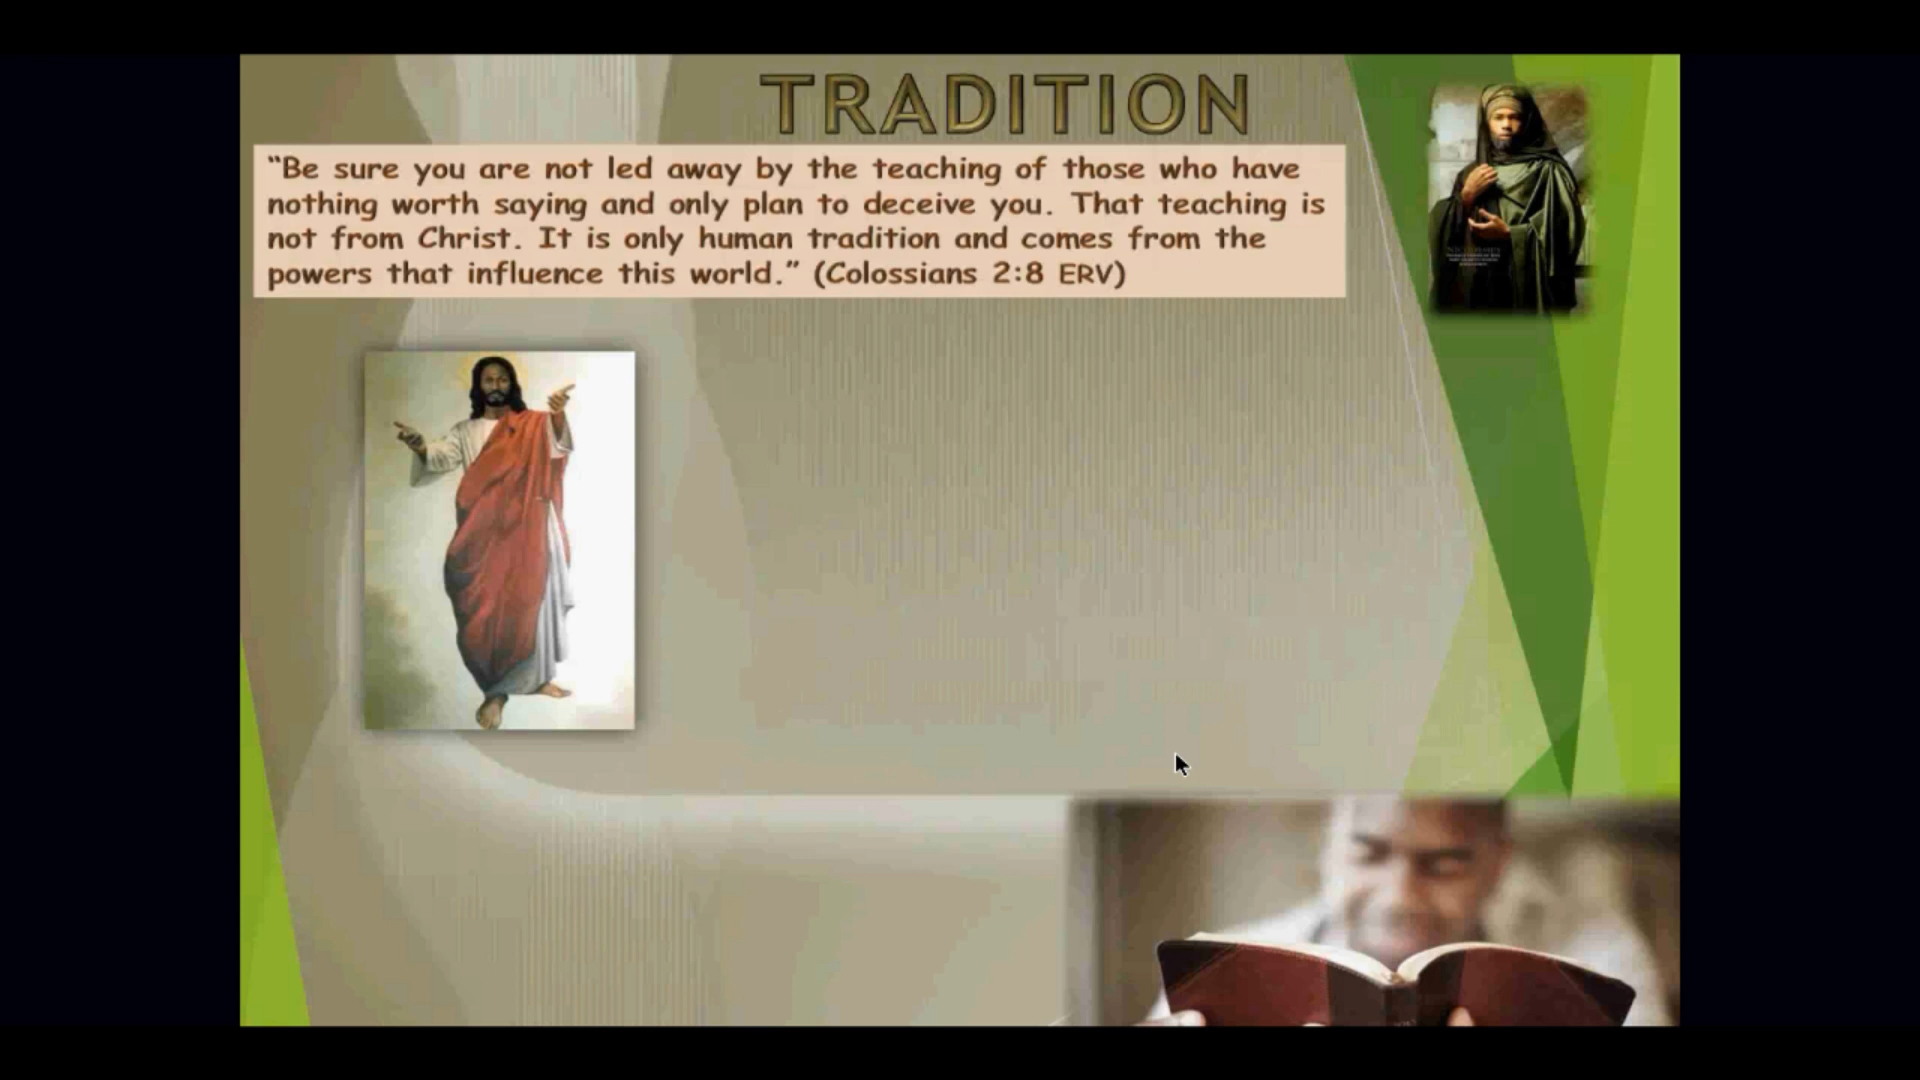 TRADITION
“Be sure you are not led away by the teaching of those who have
nothing worth saying and only plan to deceive you. That teaching is
not from Christ. It is only human tradition and comes from the
powers that influence this world.” (Colossians 2:8 ERV)